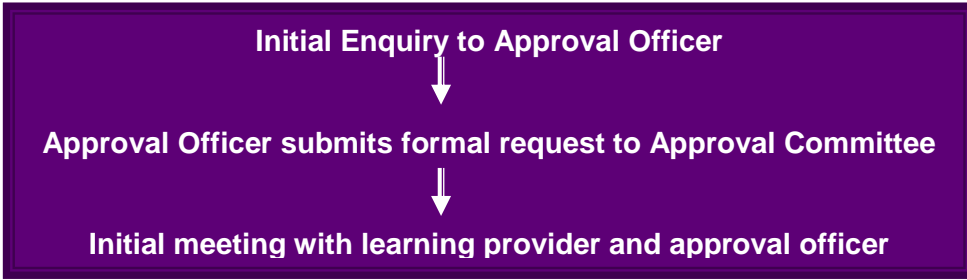 Initial Enquiry to Approval Officer
Approval Officer submits formal request to Approval Committee
Initial meeting with learning provider and approval officer